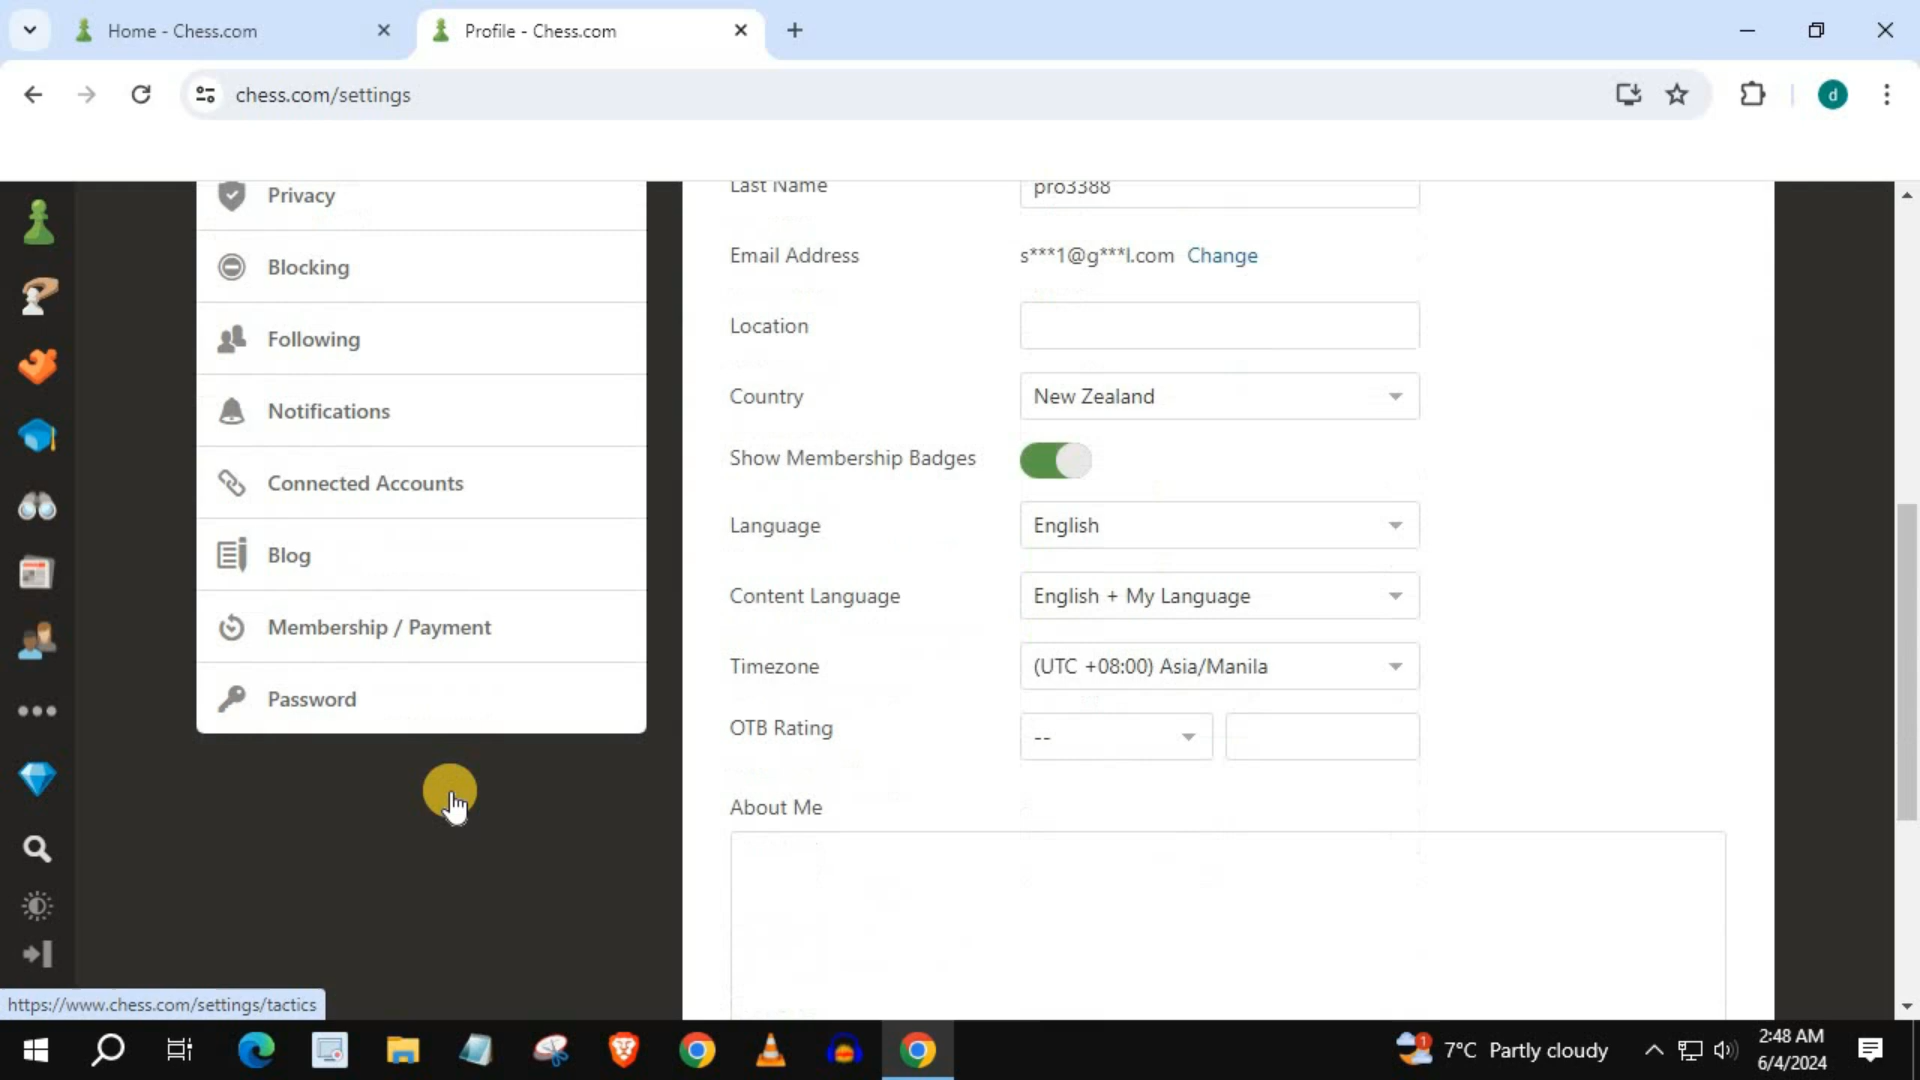 Home - Chess.com
Profile - Chess.com
chess.com/settings
d
Privacy
Blocking
Following
Notifications
Connected Accounts
Blog
Membership / Payment
Password
Last Name
pro3388
Email Address
s***1@g***l.com Change
Location
Country
New Zealand
Show Membership Badges
Language
English
Content Language
English + My Language
Timezone
(UTC +08:00) Asia/Manila
OTB Rating
--
About Me
https://www.chess.com/settings/tactics
1
7°C Partly cloudy
2:48 AM
6/4/2024